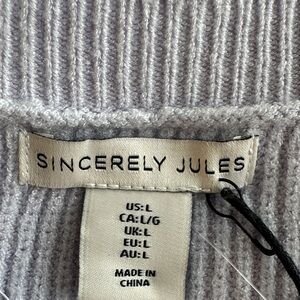 SINCERELY JULES
US: L
CA: L/G
UK: L
EU: L
AU: L
MADE IN
CHINA